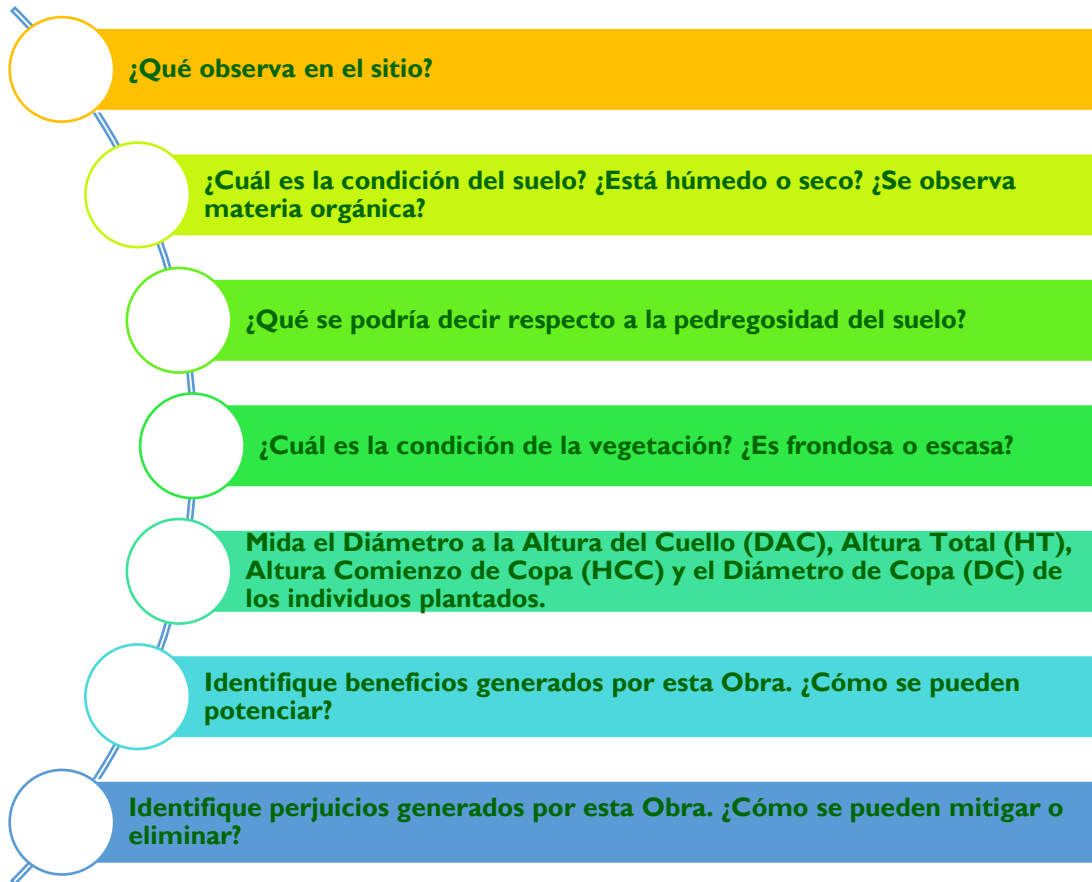 ¿Qué observa en el sitio?
¿Cuál es la condición del suelo? ¿Está húmedo o seco? ¿Se observa
materia orgánica?
¿Qué se podría decir respecto a la pedregosidad del suelo?
¿Cuál es la condición de la vegetación? ¿Es frondosa o escasa?
Mida el Diámetro a la Altura del Cuello (DAC), Altura Total (HT),
Altura Comienzo de Copa (HCC) y el Diámetro de Copa (DC) de
los individuos plantados.
Identifique beneficios generados por esta Obra. ¿Cómo se pueden
potenciar?
Identifique perjuicios generados por esta Obra. ¿Cómo se pueden mitigar o
eliminar?